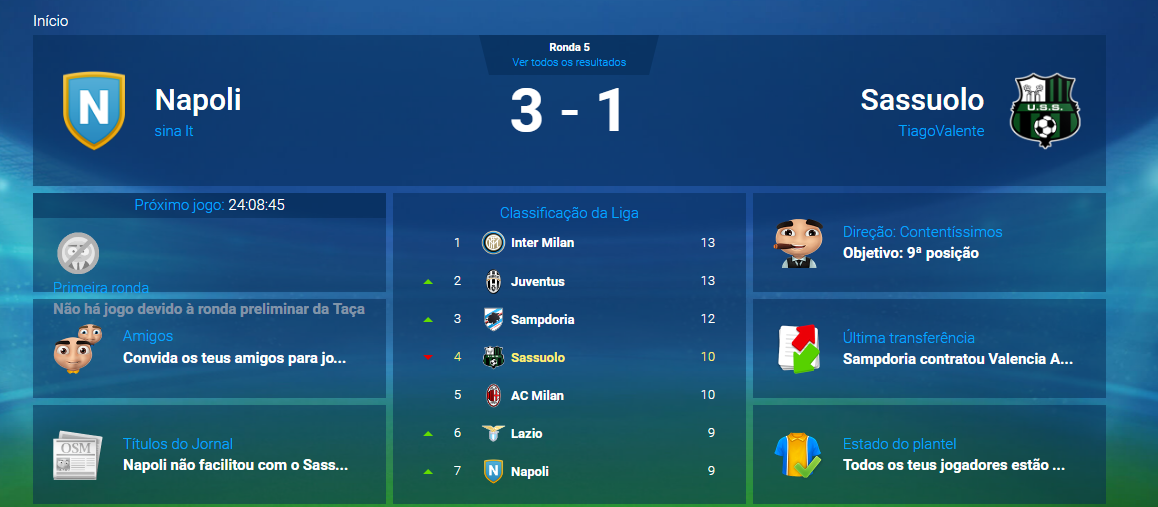 Início
Ronda 5
Ver todos os resultados
N
Napoli
sina lt
3 - 1
Sassuolo
TiagoValente
U.S.S.
Próximo jogo: 24:08:45
Primeira ronda
Não há jogo devido à ronda preliminar da Taça
Amigos
Convida os teus amigos para jo...
OSM
Títulos do Jornal
Napoli não facilitou com o Sass...
Classificação da Liga
1 Inter Milan 13
2 Juventus 13
3 Sampdoria 12
4 Sassuolo 10
5 AC Milan 10
6 Lazio 9
7 N Napoli 9
Direção: Contentíssimos
Objetivo: 9ª posição
Última transferência
Sampdoria contratou Valencia A...
Estado do plantel
Todos os teus jogadores estão ...